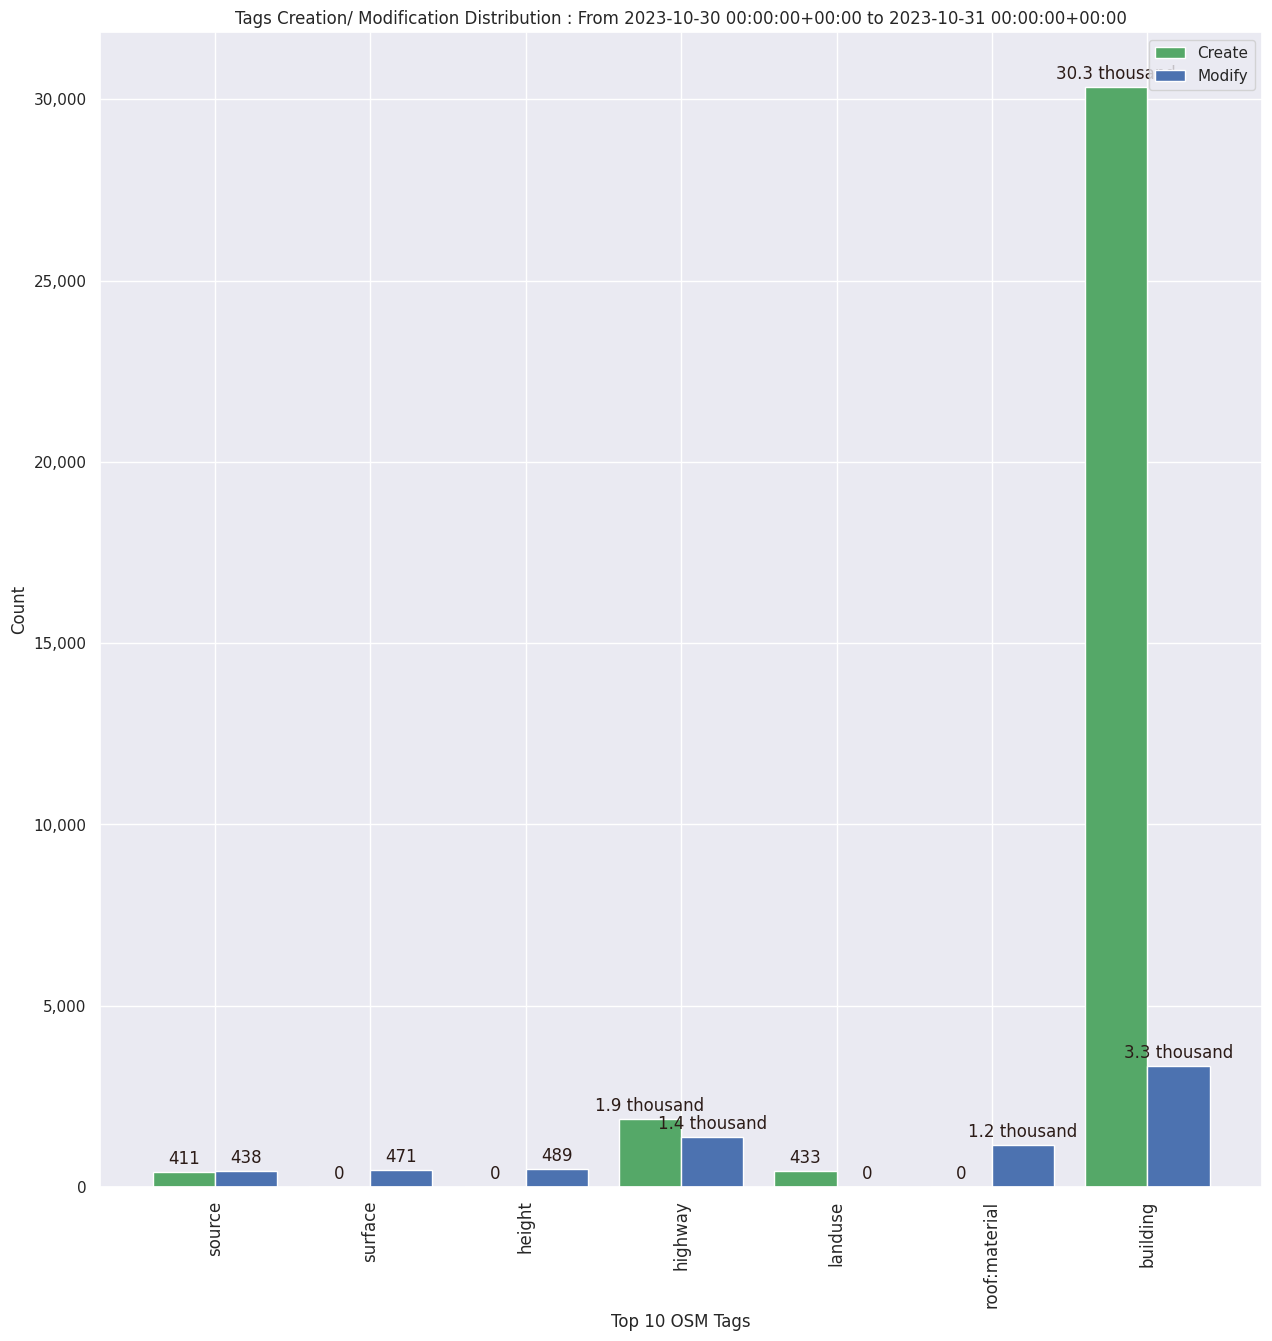 Tags Creation/ Modification Distribution : From 2023-10-30 00:00:00+00:00 to 2023-10-31 00:00:00+00:00
Create
Modify
30.3 thousand
30,000
25,000
20,000
15,000
10,000
5,000
0
Count
411
438
0
471
0
489
1.9 thousand
1.4 thousand
433
0
0
1.2 thousand
3.3 thousand
source
surface
height
highway
landuse
roof:material
building
Top 10 OSM Tags